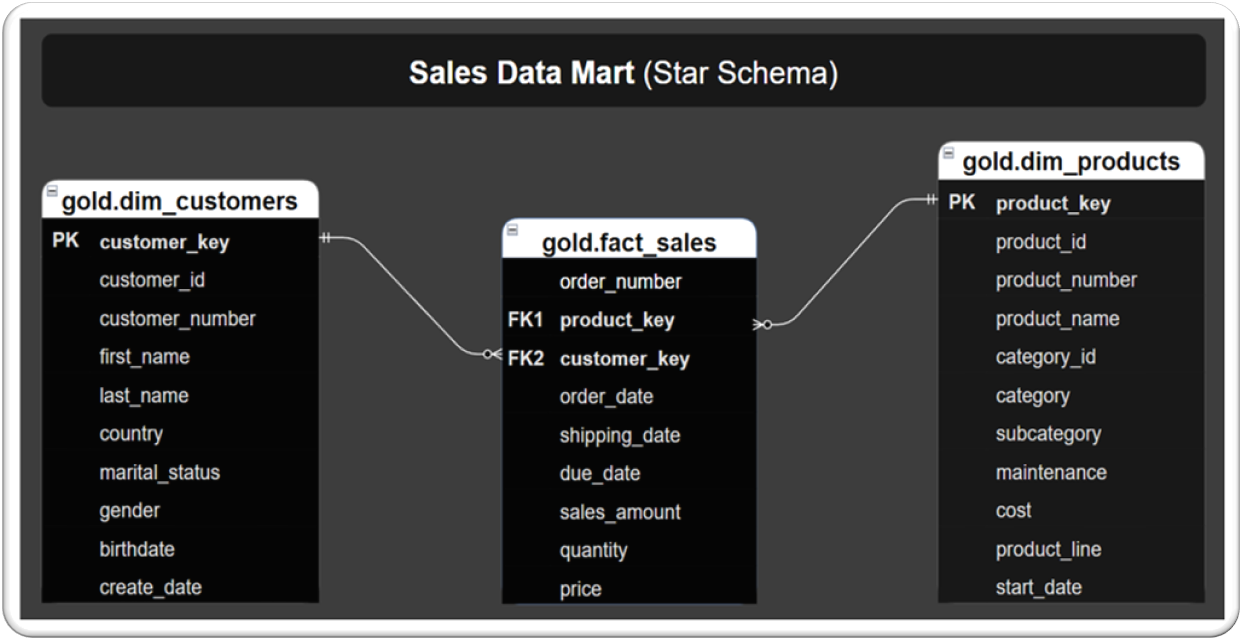 Sales Data Mart (Star Schema)
gold.dim_customers
PK customer_key
customer_id
customer_number
first_name
last_name
country
marital_status
gender
birthdate
create_date
gold.fact_sales
order_number
FK1 product_key
FK2 customer_key
order_date
shipping_date
due_date
sales_amount
quantity
price
gold.dim_products
PK product_key
product_id
product_number
product_name
category_id
category
subcategory
maintenance
cost
product_line
start_date